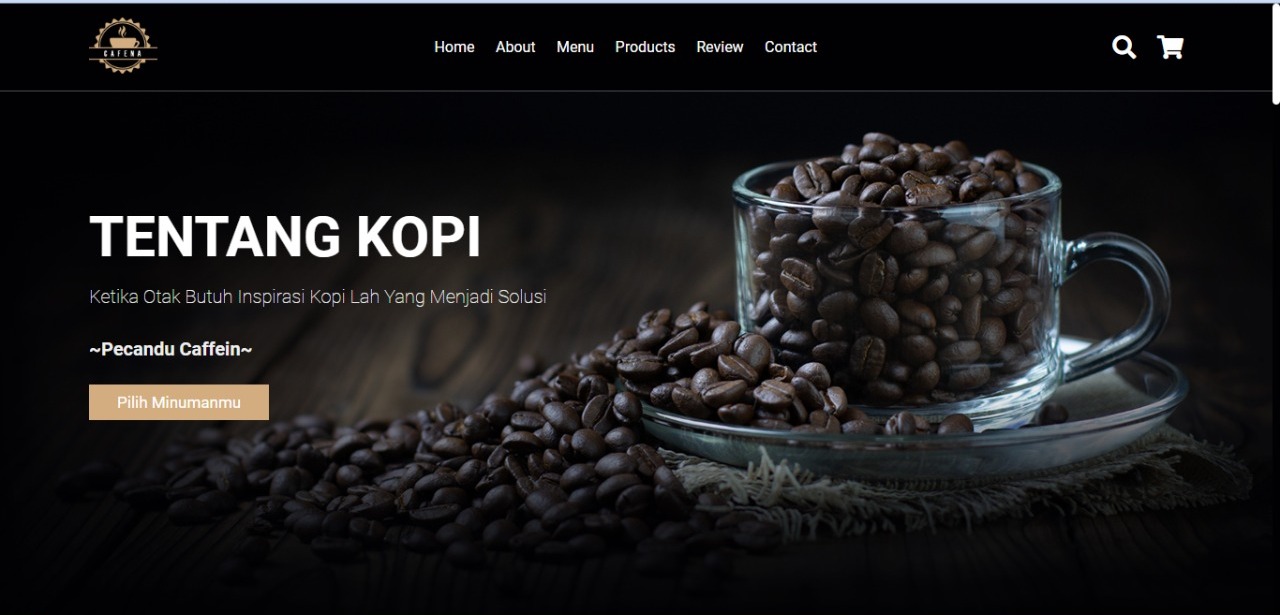 CAFENA
Home About Menu Products Review Contact
TENTANG KOPI
Ketika Otak Butuh Inspirasi Kopi Lah Yang Menjadi Solusi
~Pecandu Caffein~
Pilih Minumanmu